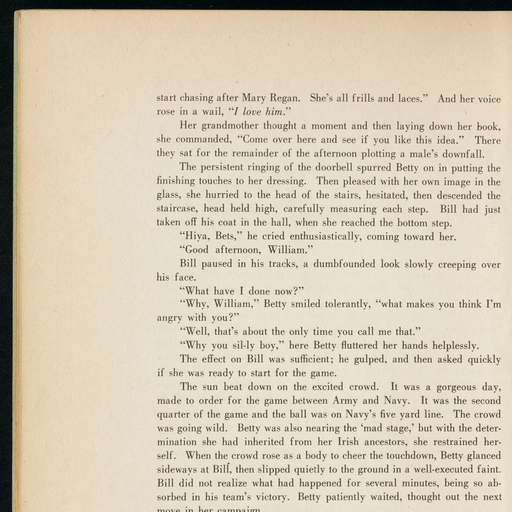 start chasing after Mary Regan. She's all frills and laces." And her voice
rose in a wail, "I love him."
Her grandmother thought a moment and then laying down her book,
she commanded, "Come over here and see if you like this idea." There
they sat for the remainder of the afternoon plotting a male's downfall.
The persistent ringing of the doorbell spurred Betty on in putting the
finishing touches to her dressing. Then pleased with her own image in the
glass, she hurried to the head of the stairs, hesitated, then descended the
staircase, head held high, carefully measuring each step. Bill had just
taken off his coat in the hall, when she reached the bottom step.
"Hiya, Bets," he cried enthusiastically, coming toward her.
"Good afternoon, William."
Bill paused in his tracks, a dumbfounded look slowly creeping over
his face.
"What have I done now?"
"Why, William," Betty smiled tolerantly, "what makes you think I'm
angry with you?"
"Well, that's about the only time you call me that."
"Why you sil-ly boy," here Betty fluttered her hands helplessly.
The effect on Bill was sufficient; he gulped, and then asked quickly
if she was ready to start for the game.
The sun beat down on the excited crowd. It was a gorgeous day,
made to order for the game between Army and Navy. It was the second
quarter of the game and the ball was on Navy's five yard line. The crowd
was going wild. Betty was also nearing the 'mad stage,' but with the deter-
mination she had inherited from her Irish ancestors, she restrained her-
self. When the crowd rose as a body to cheer the touchdown, Betty glanced
sideways at Bill, then slipped quietly to the ground in a well-executed faint.
Bill did not realize what had happened for several minutes, being so ab-
sorbed in his team's victory. Betty patiently waited, thought out the next
move in her campaign.